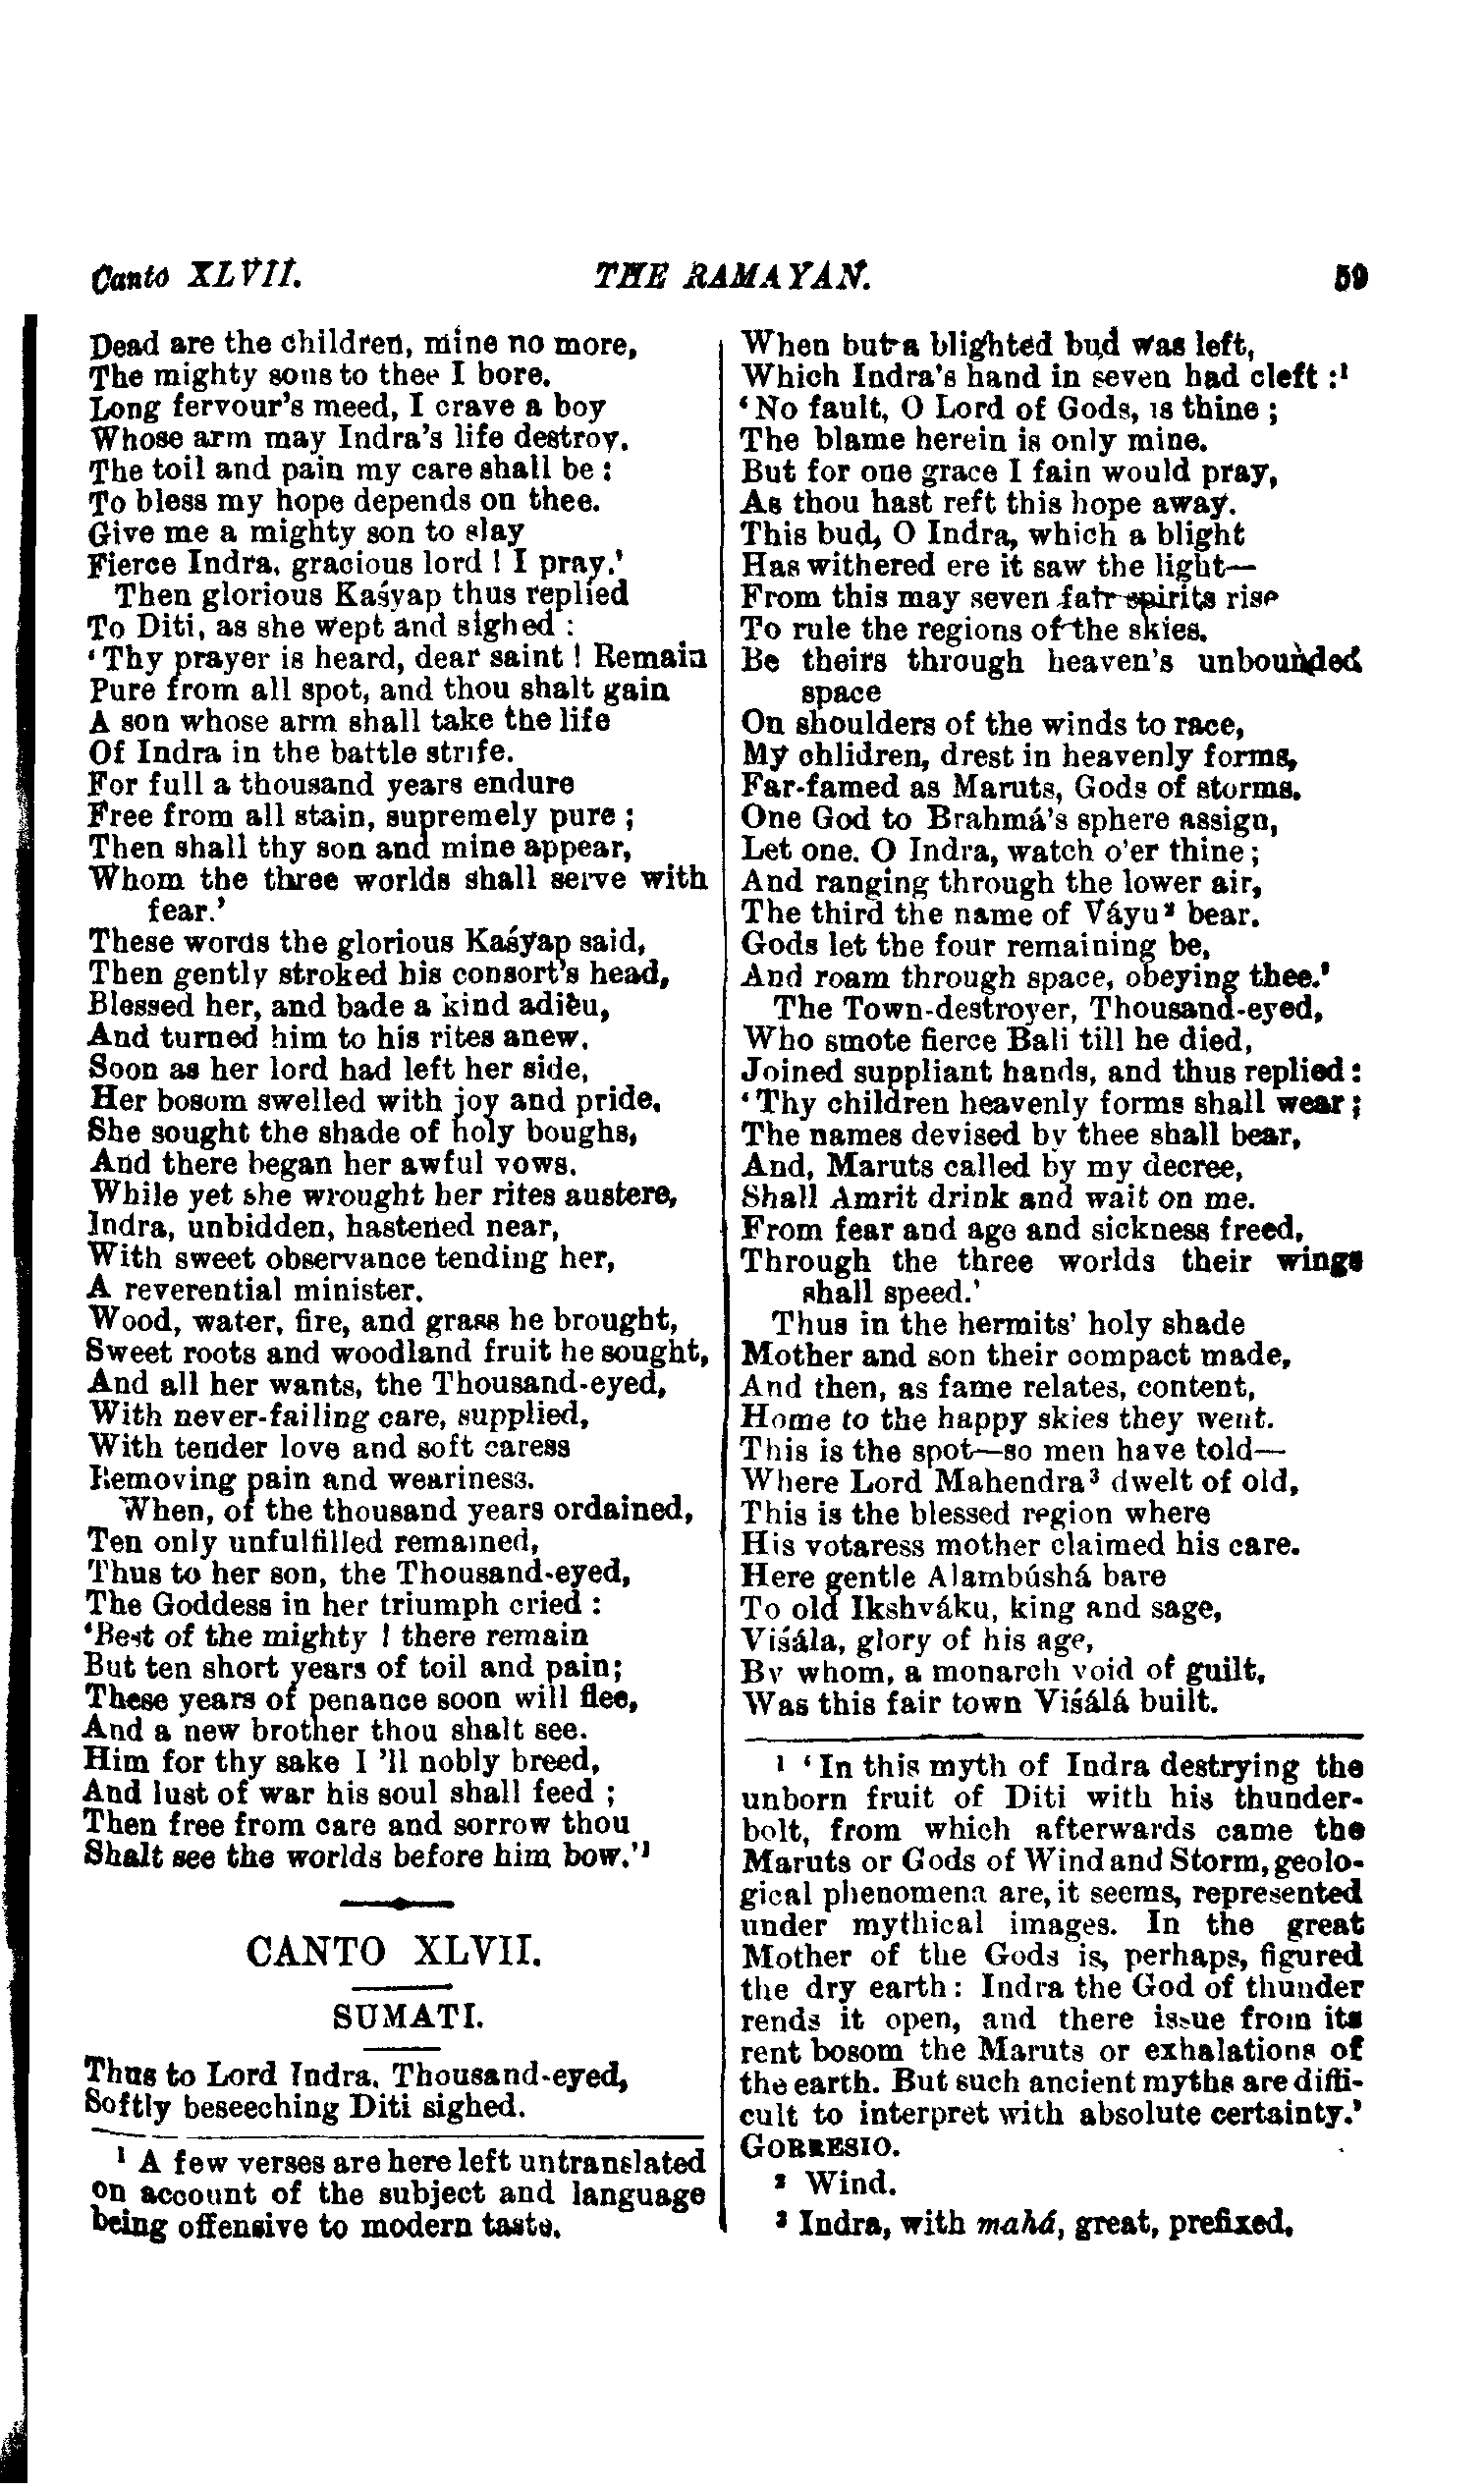 Canto XLVII. THE RAMAYAN. 59
Dead are the children, mine no more,
The mighty sons to thee I bore.
Long fervour's meed, I crave a boy
Whose arm may Indra's life destroy.
The toil and pain my care shall be:
To bless my hope depends on thee.
Give me a mighty son to slay
Fierce Indra, gracious lord! I pray.'
Then glorious Kaśyap thus replied
To Diti, as she wept and sighed:
'Thy prayer is heard, dear saint! Remain
Pure from all spot, and thou shalt gain
A son whose arm shall take the life
Of Indra in the battle strife.
For full a thousand years endure
Free from all stain, supremely pure;
Then shall thy son and mine appear,
Whom the three worlds shall serve with
fear.'
These words the glorious Kaśyap said,
Then gently stroked his consort's head,
Blessed her, and bade a kind adieu,
And turned him to his rites anew.
Soon as her lord had left her side,
Her bosom swelled with joy and pride.
She sought the shade of holy boughs,
And there began her awful vows.
While yet she wrought her rites austere,
Indra, unbidden, hastened near,
With sweet observance tending her,
A reverential minister.
Wood, water, fire, and grass he brought,
Sweet roots and woodland fruit he sought,
And all her wants, the Thousand-eyed,
With never-failing care, supplied,
With tender love and soft caress
Removing pain and weariness.
When, of the thousand years ordained,
Ten only unfulfilled remained,
Thus to her son, the Thousand-eyed,
The Goddess in her triumph cried:
'Best of the mighty! there remain
But ten short years of toil and pain;
These years of penance soon will flee,
And a new brother thou shalt see.
Him for thy sake I 'll nobly breed,
And lust of war his soul shall feed;
Then free from care and sorrow thou
Shalt see the worlds before him bow.'¹
CANTO XLVII.
SUMATI.
Thus to Lord Indra, Thousand-eyed,
Softly beseeching Diti sighed.
¹ A few verses are here left untranslated
on account of the subject and language
being offensive to modern taste.
When but a blighted bud was left,
Which Indra's hand in seven had cleft:¹
'No fault, O Lord of Gods, is thine;
The blame herein is only mine.
But for one grace I fain would pray,
As thou hast reft this hope away.
This bud, O Indra, which a blight
Has withered ere it saw the light—
From this may seven fair spirits rise
To rule the regions of the skies.
Be theirs through heaven's unbounded
space
On shoulders of the winds to race,
My chlidren, drest in heavenly forms,
Far-famed as Maruts, Gods of storms.
One God to Brahmá's sphere assign,
Let one. O Indra, watch o'er thine;
And ranging through the lower air,
The third the name of Váyu² bear.
Gods let the four remaining be,
And roam through space, obeying thee.'
The Town-destroyer, Thousand-eyed,
Who smote fierce Bali till he died,
Joined suppliant hands, and thus replied:
'Thy children heavenly forms shall wear;
The names devised by thee shall bear,
And, Maruts called by my decree,
Shall Amrit drink and wait on me.
From fear and age and sickness freed,
Through the three worlds their wings
shall speed.'
Thus in the hermits' holy shade
Mother and son their compact made,
And then, as fame relates, content,
Home to the happy skies they went.
This is the spot—so men have told—
Where Lord Mahendra³ dwelt of old,
This is the blessed region where
His votaress mother claimed his care.
Here gentle Alambúshá bare
To old Ikshváku, king and sage,
Viśála, glory of his age,
By whom, a monarch void of guilt,
Was this fair town Viśálá built.
¹ 'In this myth of Indra destrying the
unborn fruit of Diti with his thunder-
bolt, from which afterwards came the
Maruts or Gods of Wind and Storm, geolo-
gical phenomena are, it seems, represented
under mythical images. In the great
Mother of the Gods is, perhaps, figured
the dry earth: Indra the God of thunder
rends it open, and there issue from its
rent bosom the Maruts or exhalations of
the earth. But such ancient myths are diffi-
cult to interpret with absolute certainty.'
GORRESIO.
² Wind.
³ Indra, with mahá, great, prefixed.